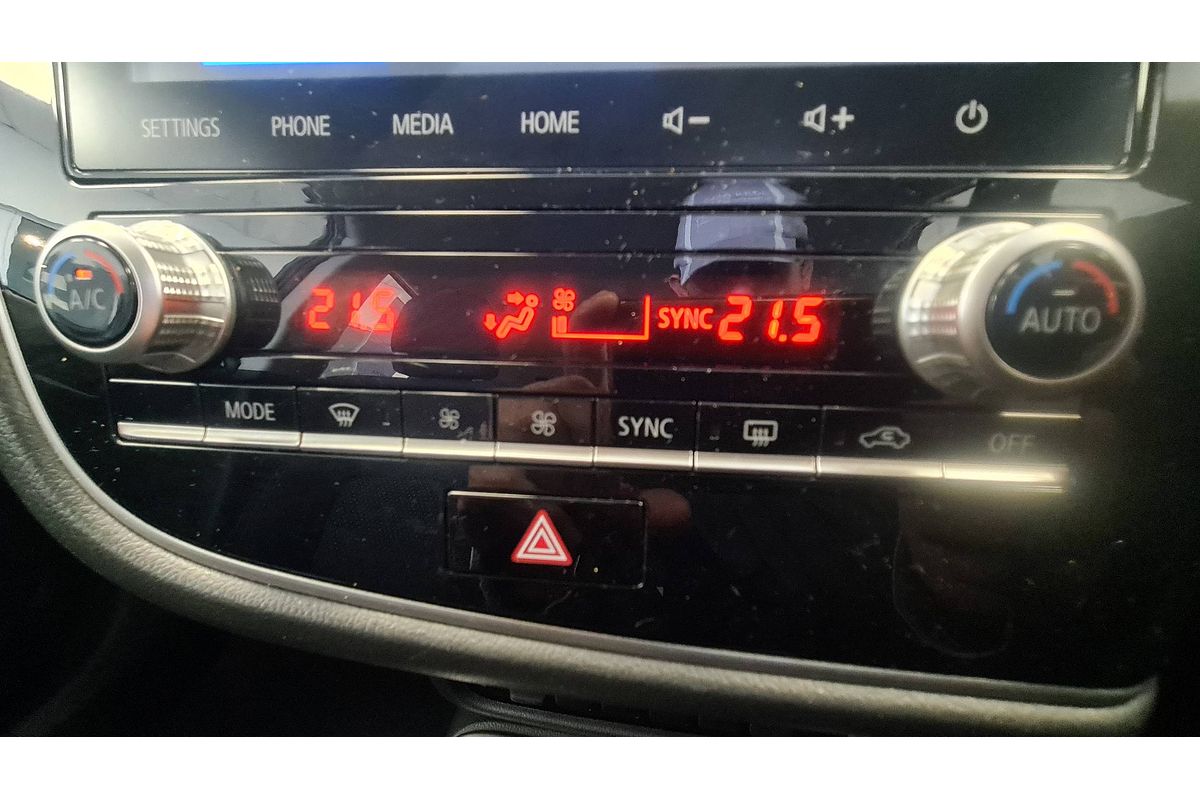 SETTINGS PHONE MEDIA HOME
A/C 21.5 SYNC 21.5 AUTO
MODE SYNC OFF